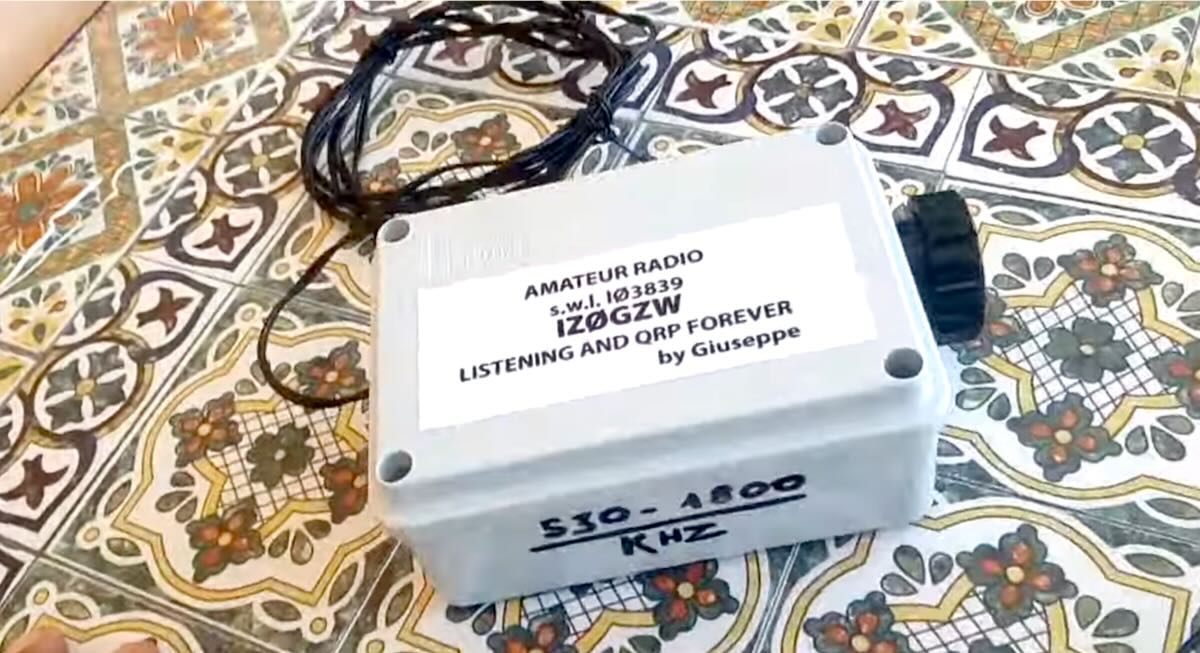 AMATEUR RADIO
s.w.l. IØ3839
IZØGZW
LISTENING AND QRP FOREVER
by Giuseppe
530 - 1800
KHZ